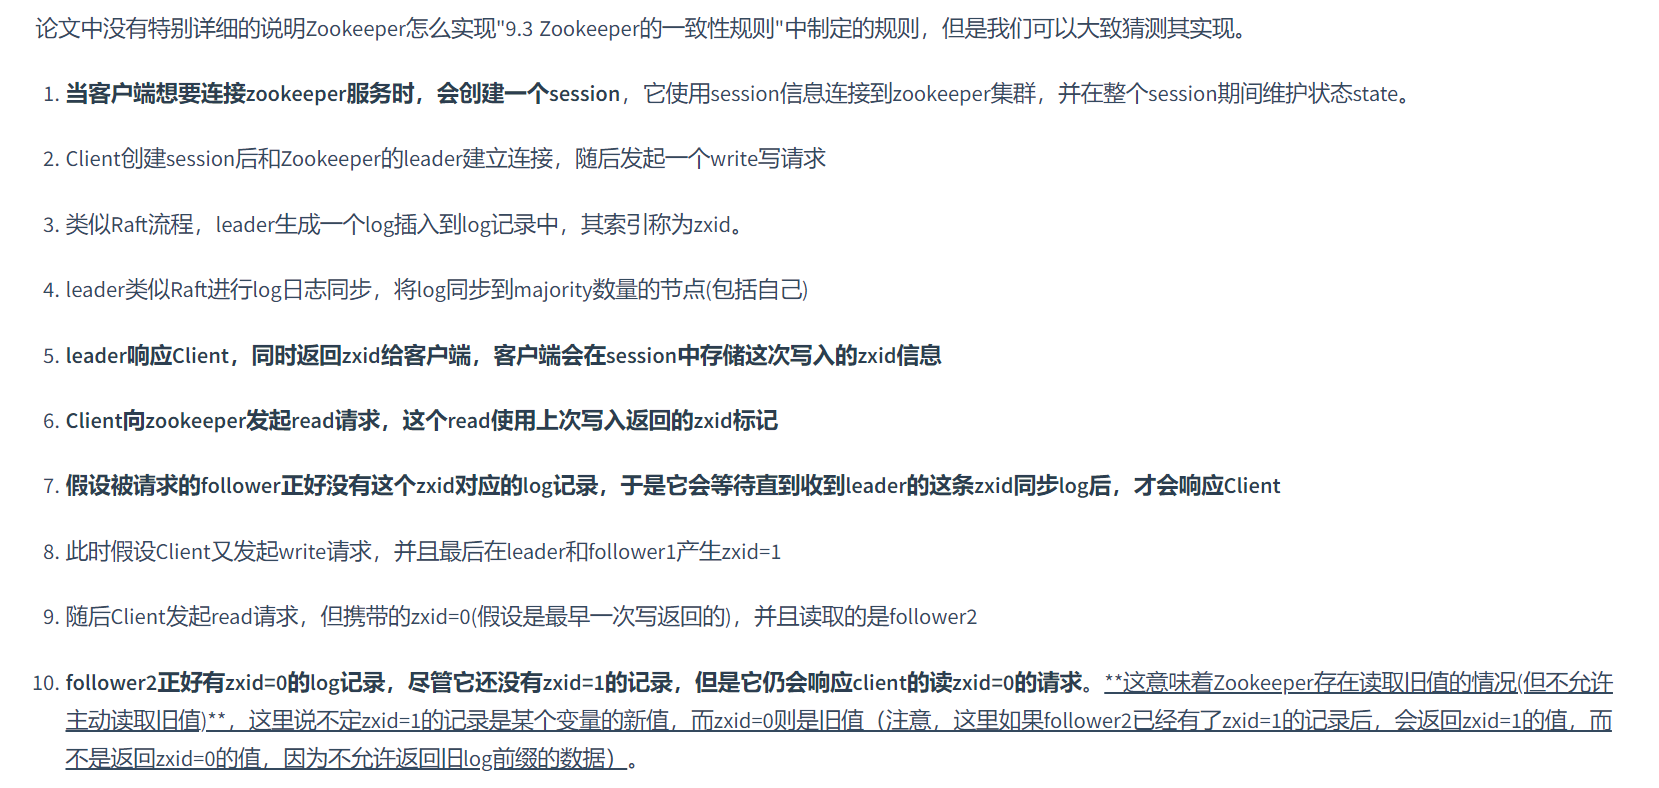 论文中没有特别详细的说明Zookeeper怎么实现"9.3 Zookeeper的一致性规则"中制定的规则，但是我们可以大致猜测其实现。
1. 当客户端想要连接zookeeper服务时，会创建一个session，它使用session信息连接到zookeeper集群，并在整个session期间维护状态state。
2. Client创建session后和Zookeeper的leader建立连接，随后发起一个write写请求
3. 类似Raft流程，leader生成一个log插入到log记录中，其索引称为zxid。
4. leader类似Raft进行log日志同步，将log同步到majority数量的节点(包括自己)
5. leader响应Client，同时返回zxid给客户端，客户端会在session中存储这次写入的zxid信息
6. Client向zookeeper发起read请求，这个read使用上次写入返回的zxid标记
7. 假设被请求的follower正好没有这个zxid对应的log记录，于是它会等待直到收到leader的这条zxid同步log后，才会响应Client
8. 此时假设Client又发起write请求，并且最后在leader和follower1产生zxid=1
9. 随后Client发起read请求，但携带的zxid=0(假设是最早一次写返回的)，并且读取的是follower2
10. follower2正好有zxid=0的log记录，尽管它还没有zxid=1的记录，但是它仍会响应client的读zxid=0的请求。**这意味着Zookeeper存在读取旧值的情况(但不允许
主动读取旧值)**，这里说不定zxid=1的记录是某个变量的新值，而zxid=0则是旧值（注意，这里如果follower2已经有了zxid=1的记录后，会返回zxid=1的值，而
不是返回zxid=0的值，因为不允许返回旧log前缀的数据）。